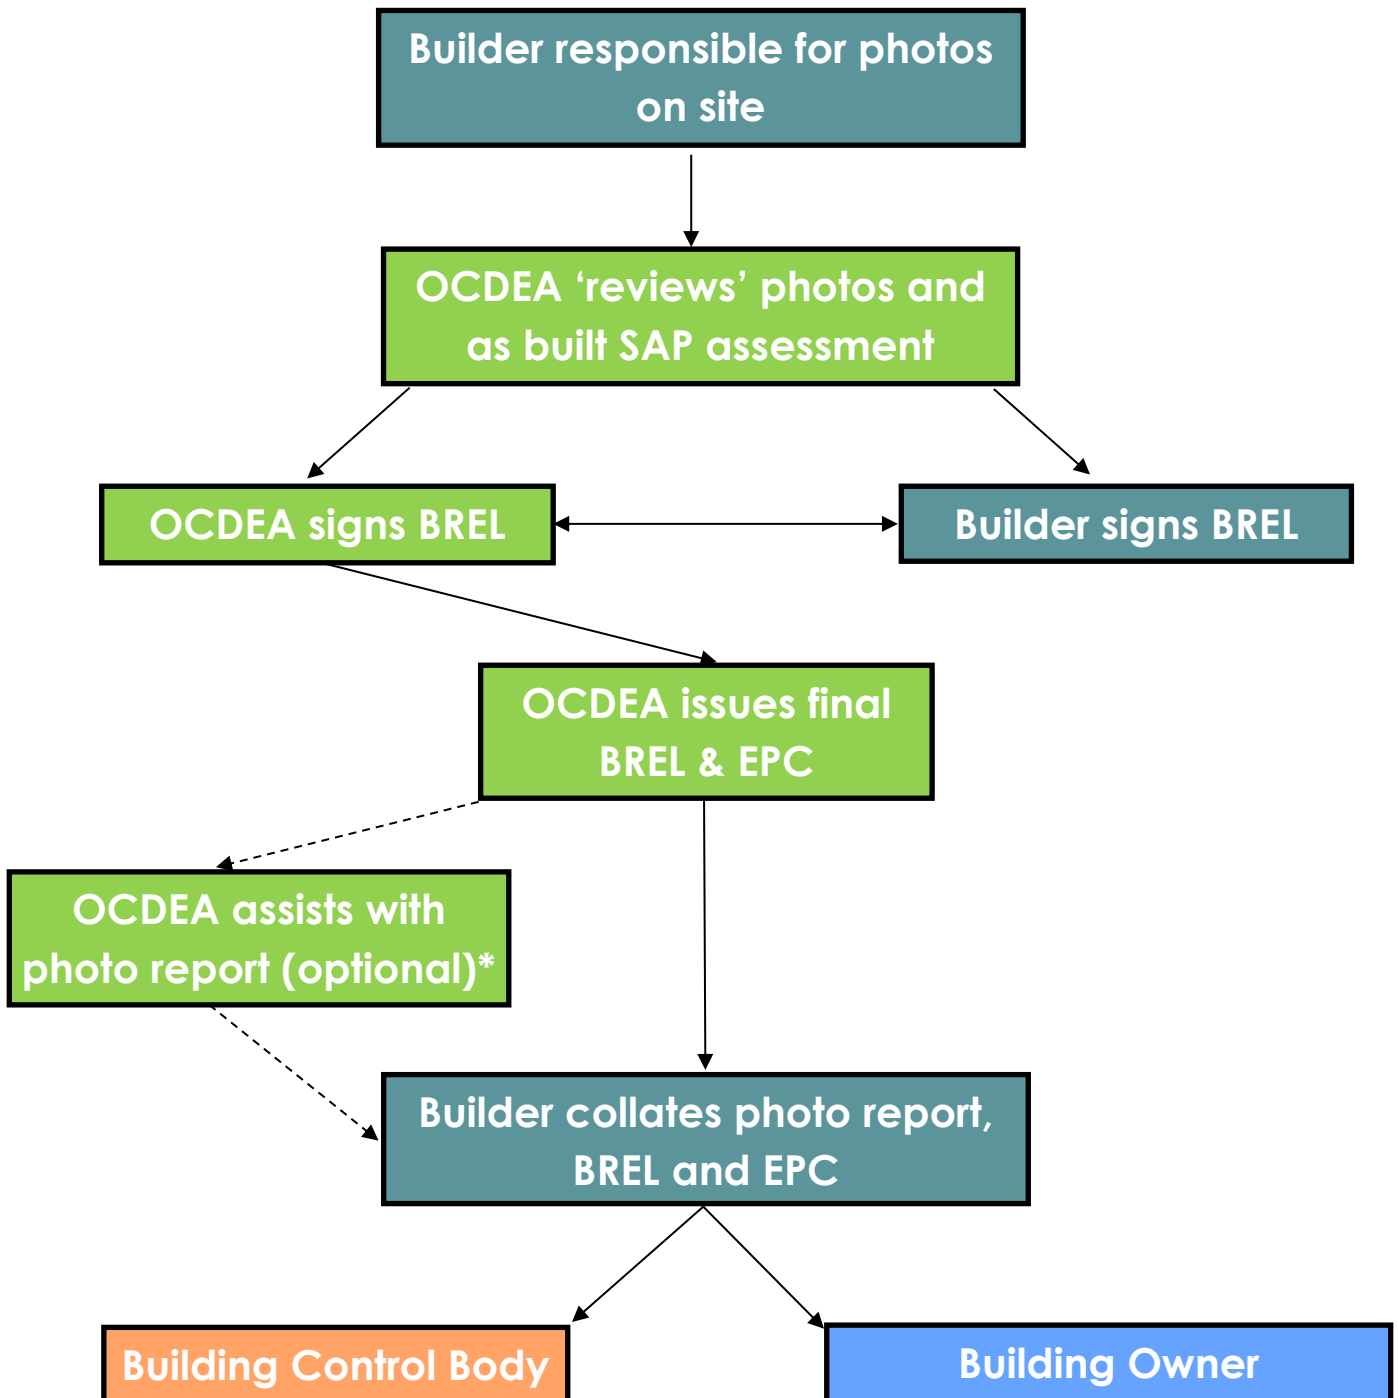 Builder responsible for photos
on site
OCDEA ‘reviews’ photos and
as built SAP assessment
OCDEA signs BREL
Builder signs BREL
OCDEA issues final
BREL & EPC
OCDEA assists with
photo report (optional)*
Builder collates photo report,
BREL and EPC
Building Control Body
Building Owner